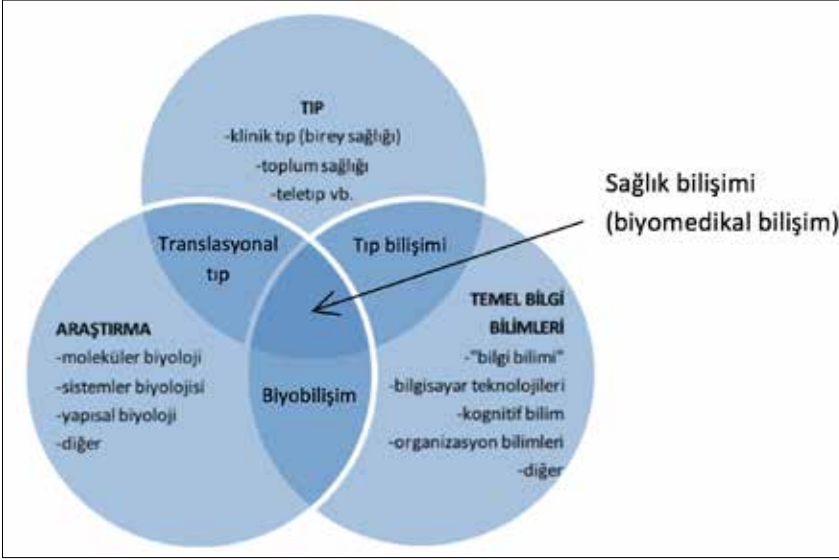 TIP
-klinik tıp (birey sağlığı)
-toplum sağlığı
-teletıp vb.
Sağlık bilişimi
(biyomedikal bilişim)
Translasyonal
tıp
Tıp bilişimi
ARAŞTIRMA
-moleküler biyoloji
-sistemler biyolojisi
-yapısal biyoloji
-diğer
Biyobilişim
TEMEL BİLGİ
BİLİMLERİ
-"bilgi bilimi"
-bilgisayar teknolojileri
-kognitif bilim
-organizasyon bilimleri
-diğer